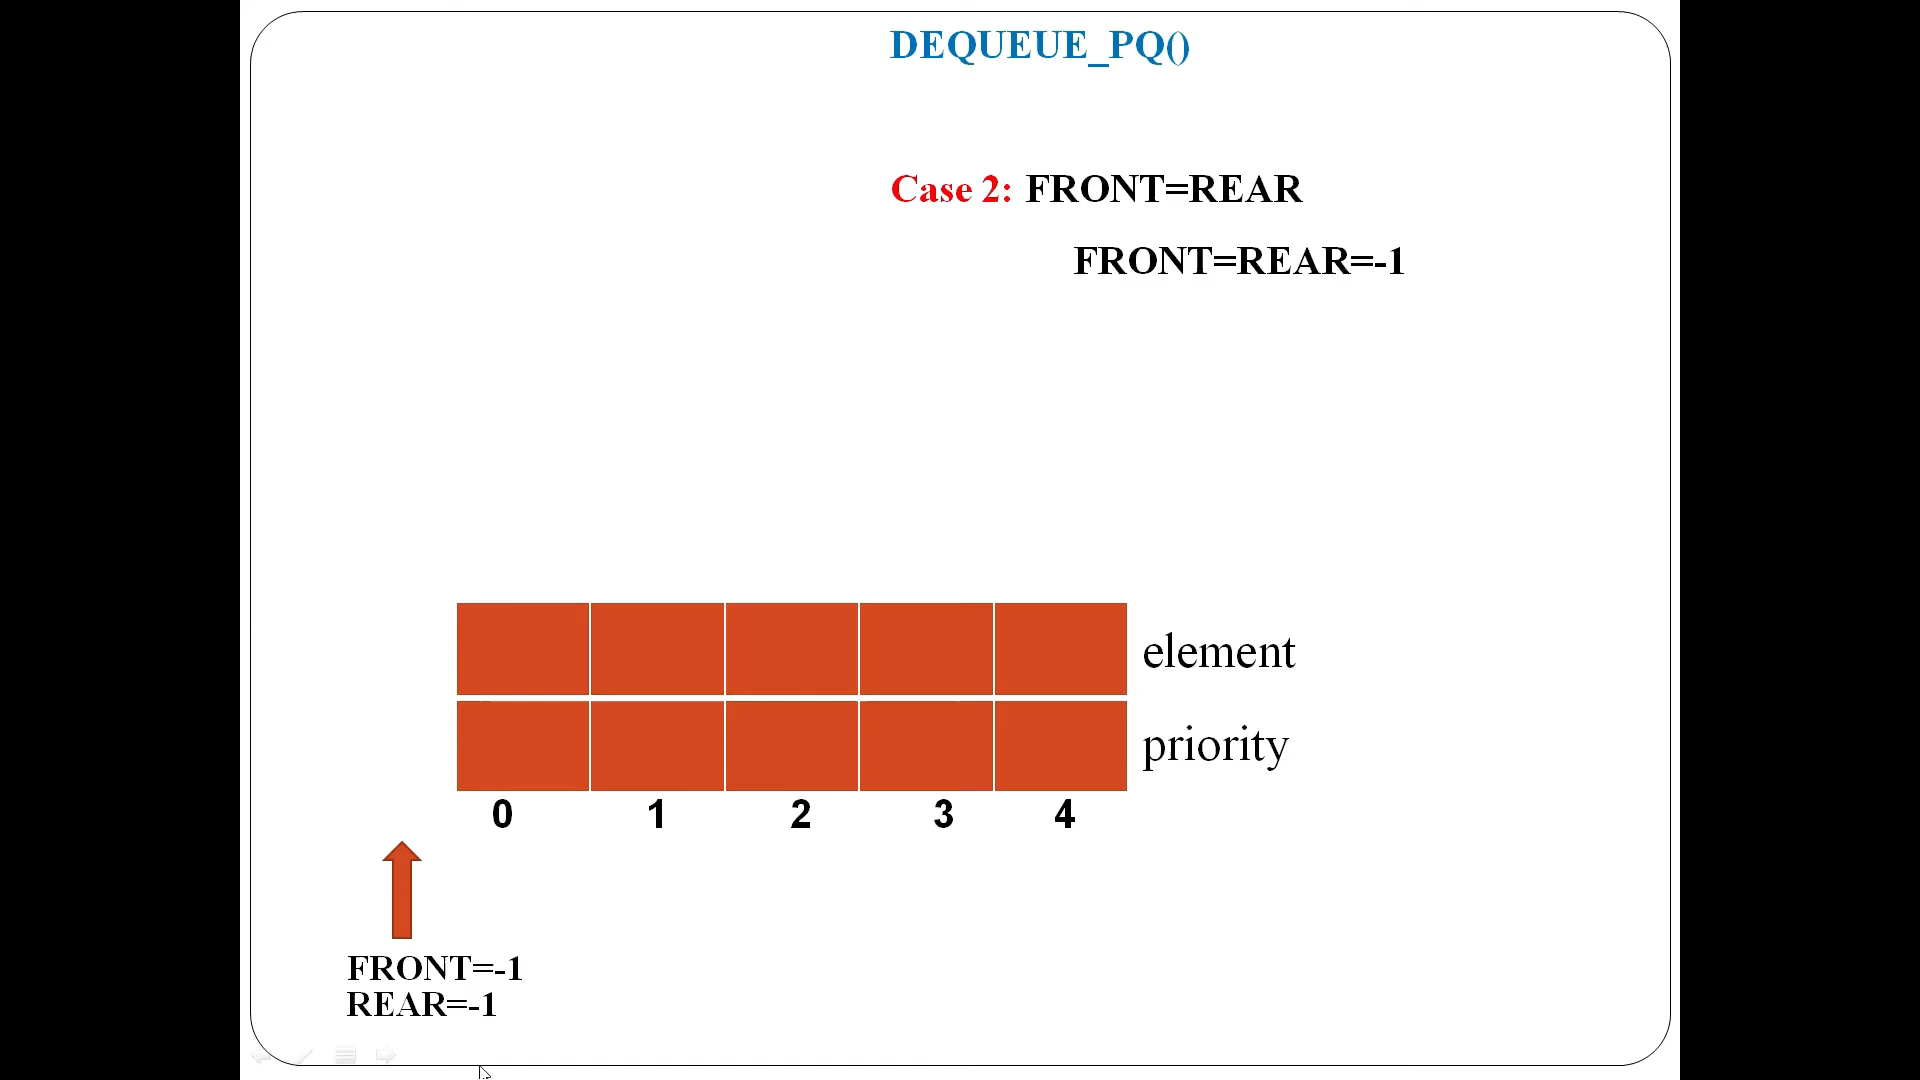 DEQUEUE_PQ()
Case 2: FRONT=REAR
FRONT=REAR=-1
element
priority
0 1 2 3 4
FRONT=-1
REAR=-1